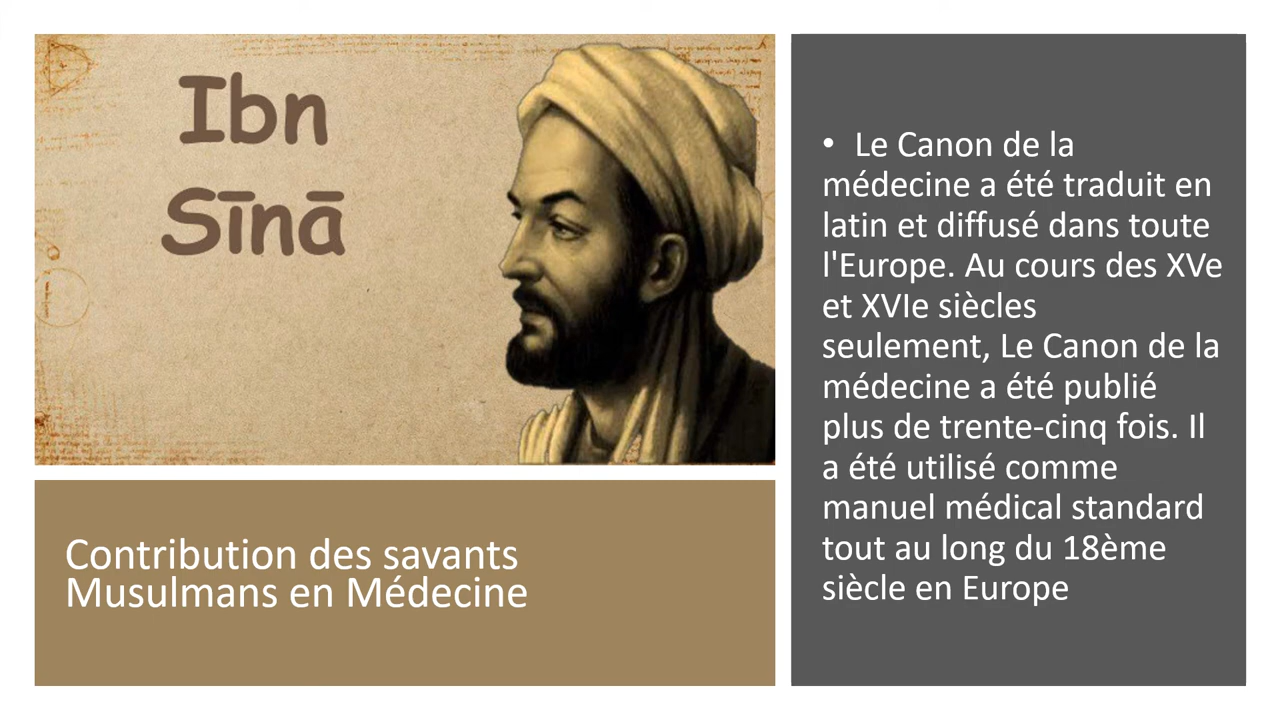 Ibn
Sīnā
Contribution des savants
Musulmans en Médecine
• Le Canon de la
médecine a été traduit en
latin et diffusé dans toute
l'Europe. Au cours des XVe
et XVIe siècles
seulement, Le Canon de la
médecine a été publié
plus de trente-cinq fois. Il
a été utilisé comme
manuel médical standard
tout au long du 18ème
siècle en Europe